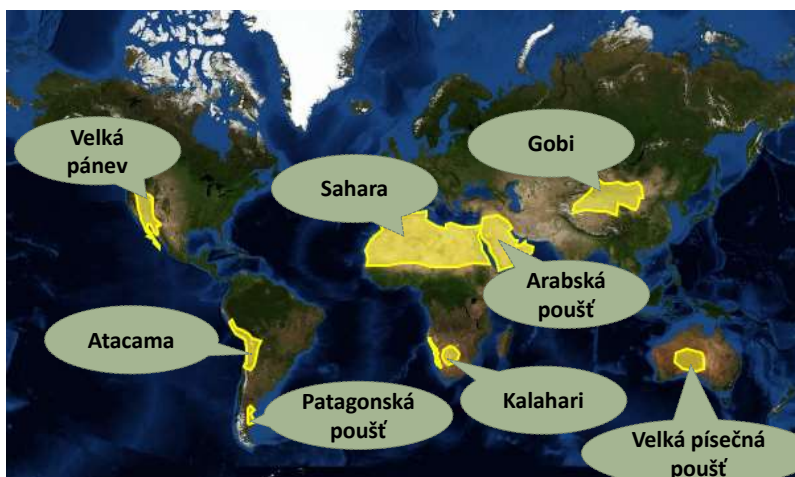 Velká
pánev
Gobi
Sahara
Arabská
poušť
Atacama
Patagonská
poušť
Kalahari
Velká písečná
poušť